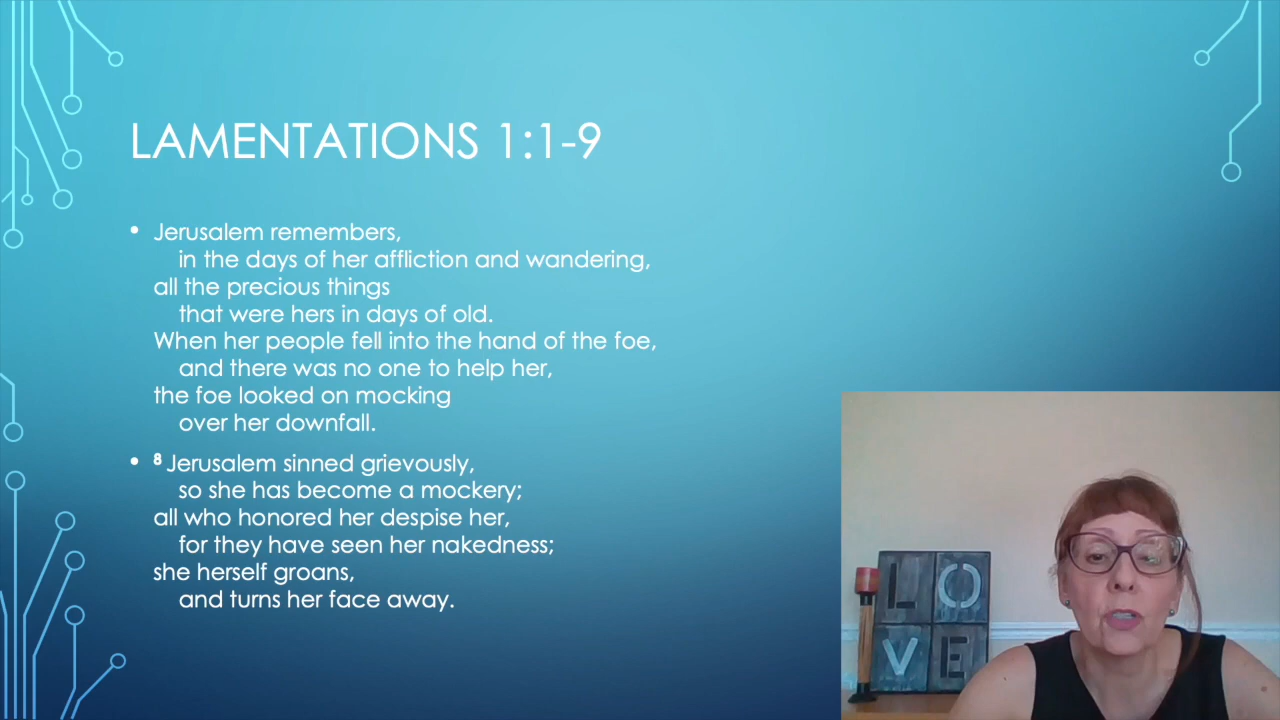 LAMENTATIONS 1:1-9
• Jerusalem remembers,
in the days of her affliction and wandering,
all the precious things
that were hers in days of old.
When her people fell into the hand of the foe,
and there was no one to help her,
the foe looked on mocking
over her downfall.
• 8 Jerusalem sinned grievously,
so she has become a mockery;
all who honored her despise her,
for they have seen her nakedness;
she herself groans,
and turns her face away.
LO
VE